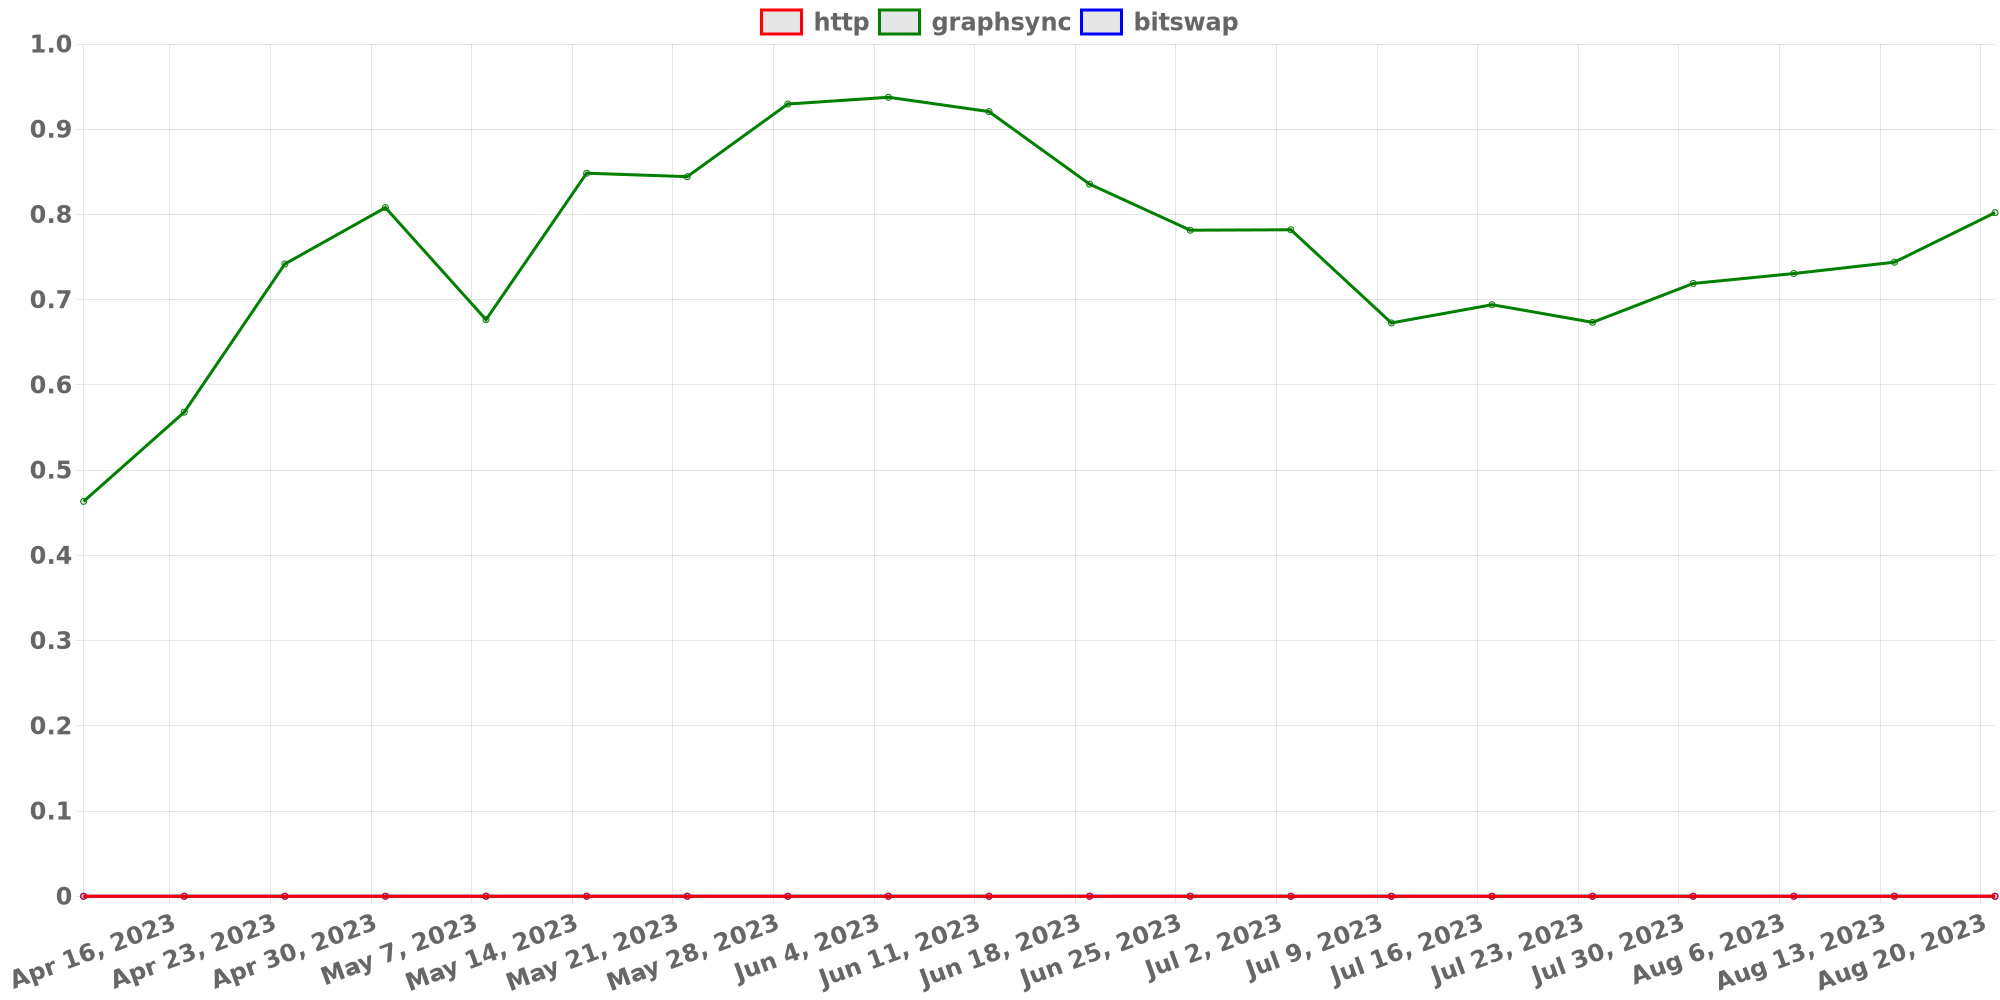 http graphsync bitswap
1.0
0.9
0.8
0.7
0.6
0.5
0.4
0.3
0.2
0.1
0
Apr 16, 2023
Apr 23, 2023
Apr 30, 2023
May 7, 2023
May 14, 2023
May 21, 2023
May 28, 2023
Jun 4, 2023
Jun 11, 2023
Jun 18, 2023
Jun 25, 2023
Jul 2, 2023
Jul 9, 2023
Jul 16, 2023
Jul 23, 2023
Jul 30, 2023
Aug 6, 2023
Aug 13, 2023
Aug 20, 2023